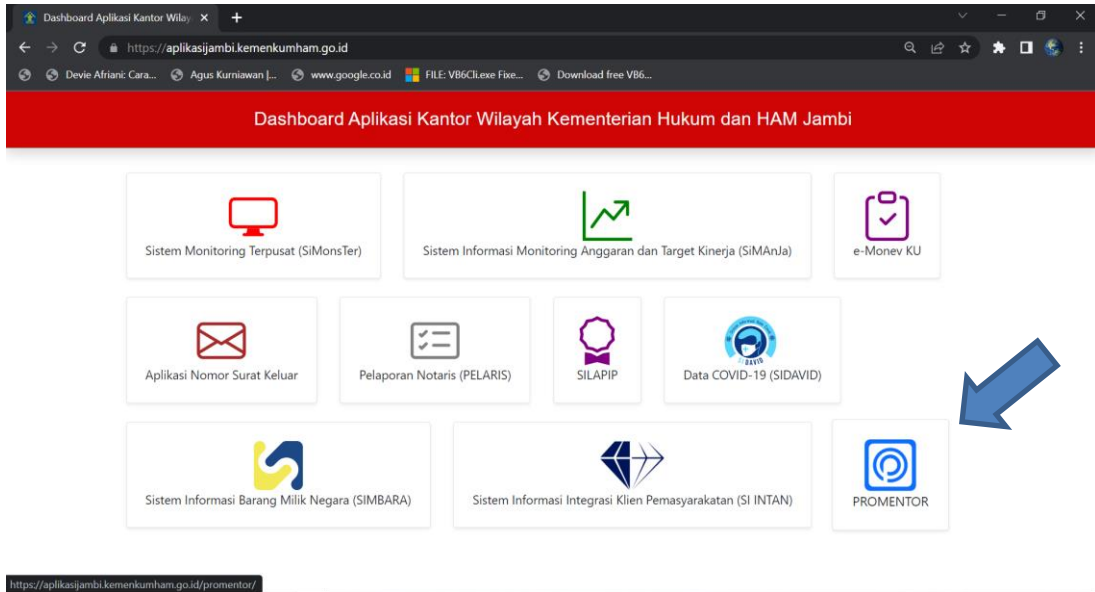 Dashboard Aplikasi Kantor Wilay
https://aplikasijambi.kemenkumham.go.id
Devie Afriani: Cara... Agus Kurniawan |... www.google.co.id FILE: VB6Cli.exe Fixe... Download free VB6...
Dashboard Aplikasi Kantor Wilayah Kementerian Hukum dan HAM Jambi
Sistem Monitoring Terpusat (SiMonsTer) Sistem Informasi Monitoring Anggaran dan Target Kinerja (SiMAnJa) e-Monev KU
SIDAVID
Aplikasi Nomor Surat Keluar Pelaporan Notaris (PELARIS) SILAPIP Data COVID-19 (SIDAVID)
Sistem Informasi Barang Milik Negara (SIMBARA) Sistem Informasi Integrasi Klien Pemasyarakatan (SI INTAN) PROMENTOR
https://aplikasijambi.kemenkumham.go.id/promentor/